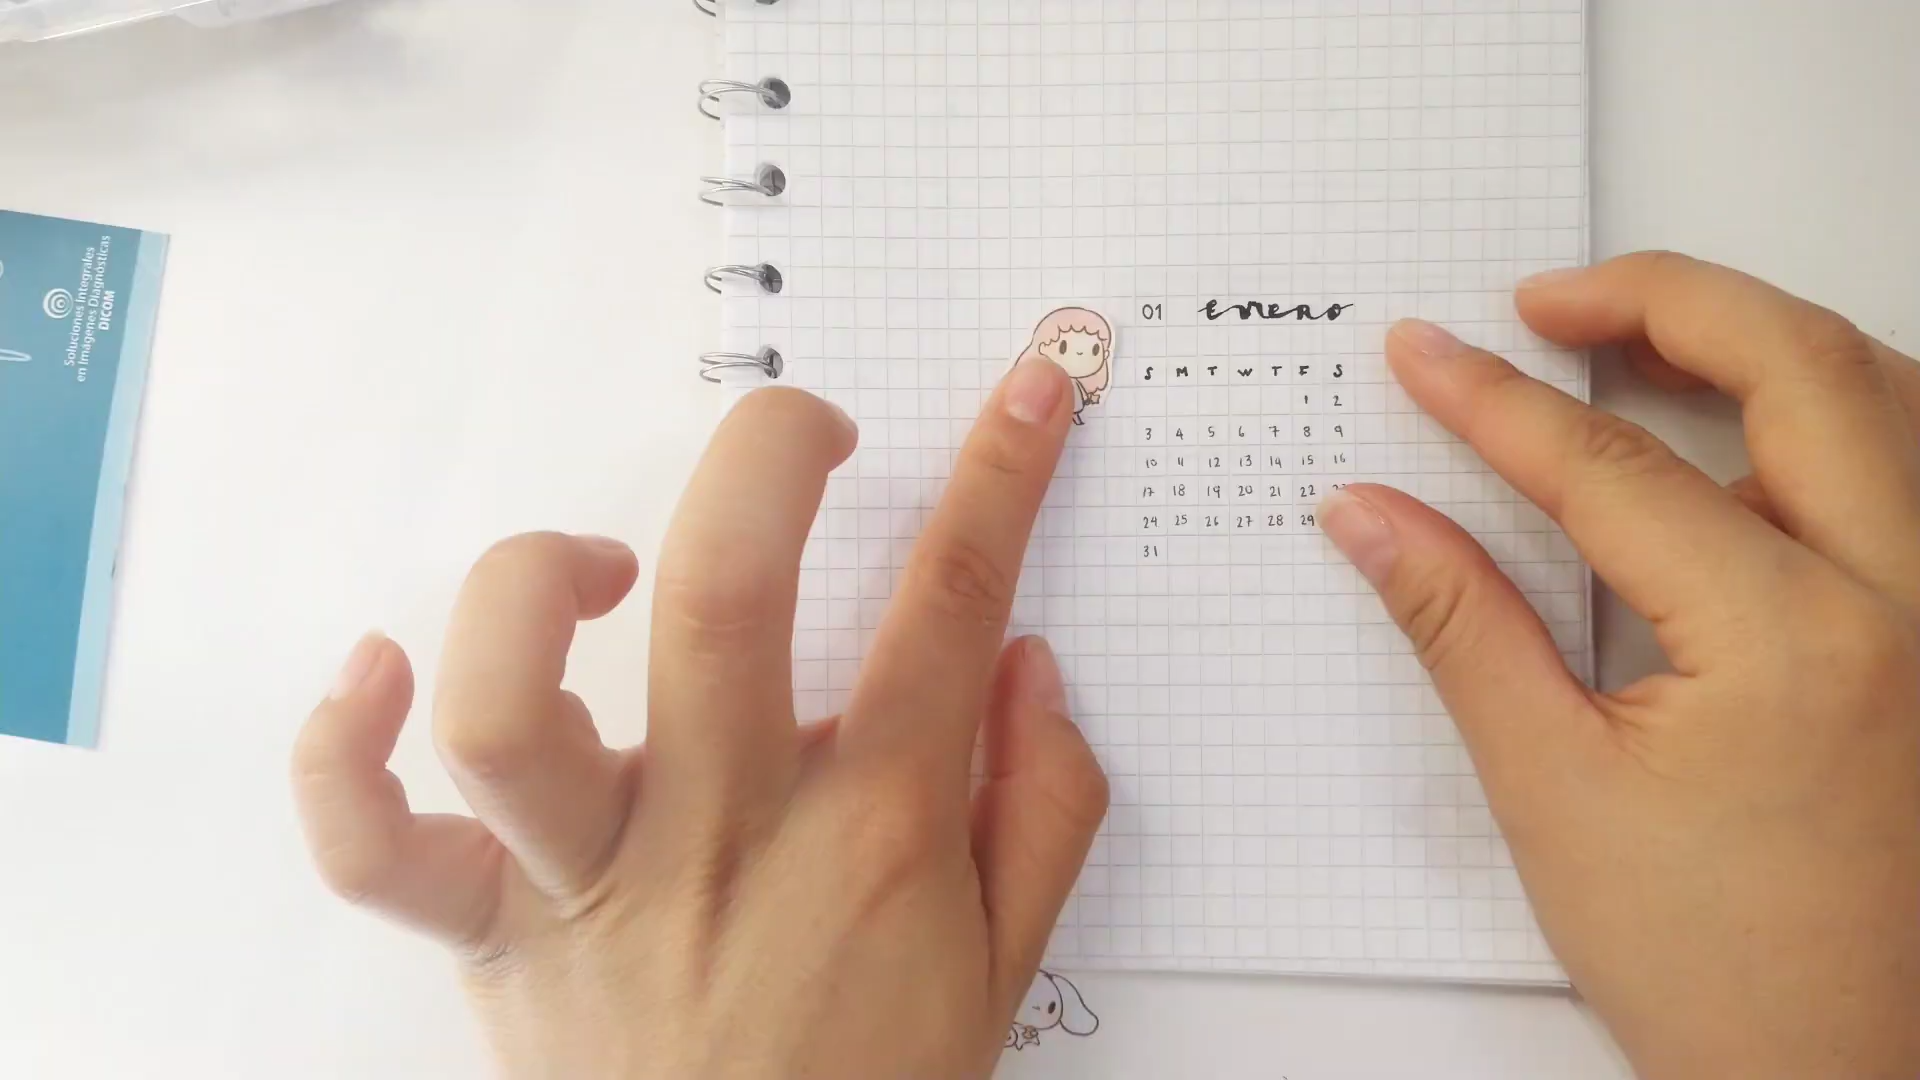 Soluciones Integrales
en Imágenes Diagnósticas
DICOM
01 enero
S M T W T F S
1 2
3 4 5 6 7 8 9
10 11 12 13 14 15 16
17 18 19 20 21 22
24 25 26 27 28 29
31